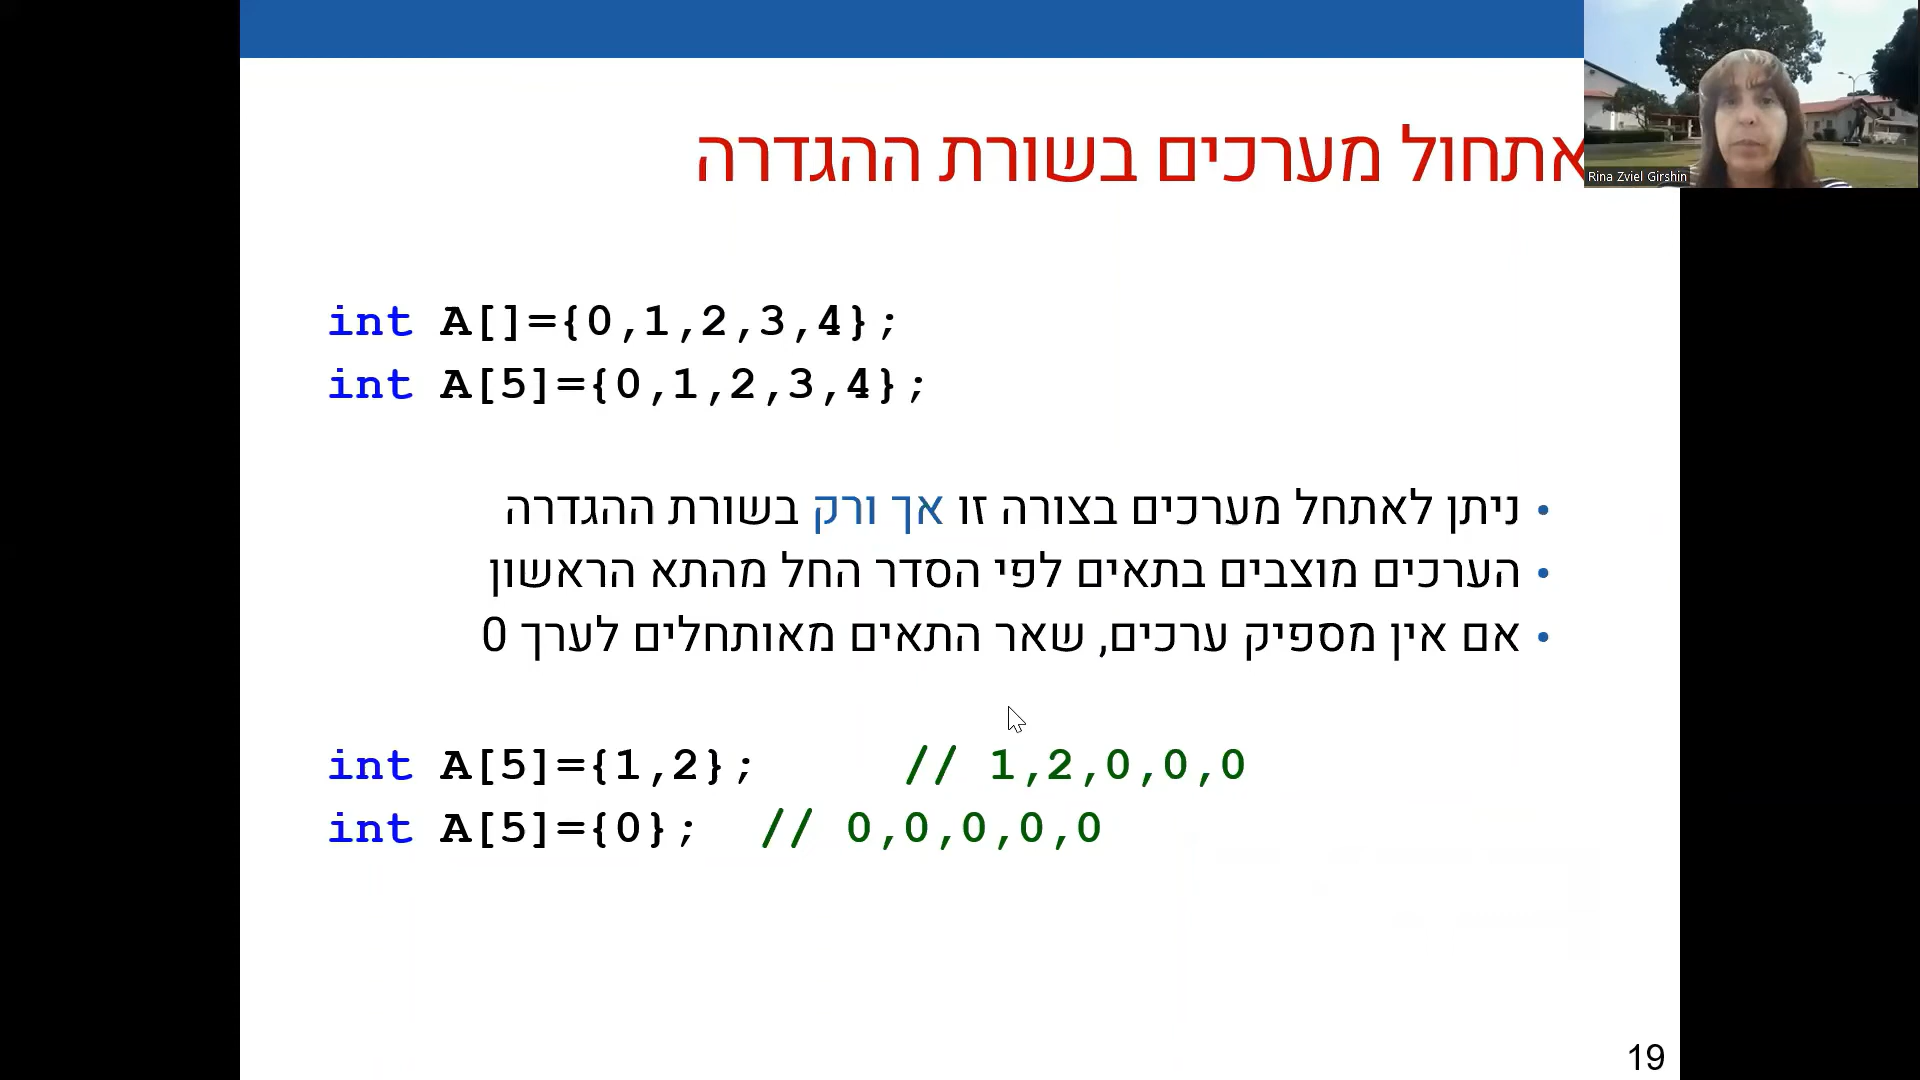 אתחול מערכים בשורת ההגדרה
Rina Zviel Girshin
int A[]={0,1,2,3,4};
int A[5]={0,1,2,3,4};
• ניתן לאתחל מערכים בצורה זו אך ורק בשורת ההגדרה
• הערכים מוצבים בתאים לפי הסדר החל מהתא הראשון
• אם אין מספיק ערכים, שאר התאים מאותחלים לערך 0
int A[5]={1,2}; // 1,2,0,0,0
int A[5]={0}; // 0,0,0,0,0
19